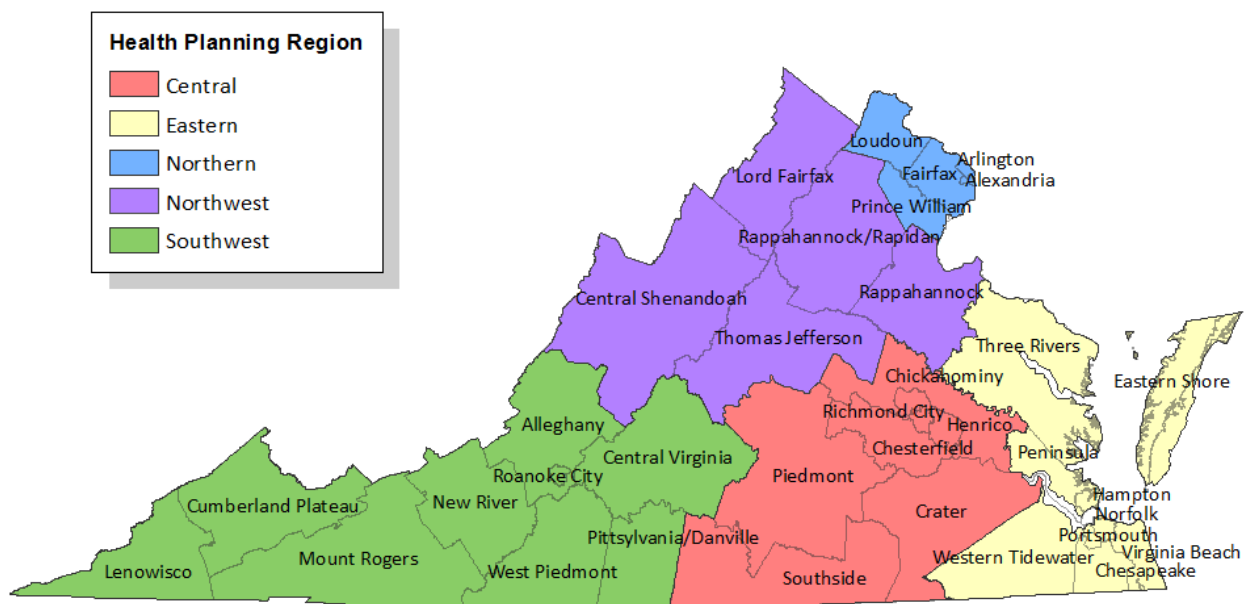 Health Planning Region
Central
Eastern
Northern
Northwest
Southwest
Loudoun
Arlington
Fairfax
Alexandria
Lord Fairfax
Prince William
Rappahannock/Rapidan
Central Shenandoah
Rappahannock
Thomas Jefferson
Three Rivers
Chickahominy
Eastern Shore
Richmond City
Alleghany
Henrico
Chesterfield
Central Virginia
Peninsula
Roanoke City
Piedmont
Hampton
New River
Cumberland Plateau
Norfolk
Crater
Portsmouth
Pittsylvania/Danville
Virginia Beach
Western Tidewater
Mount Rogers
Chesapeake
Lenowisco
West Piedmont
Southside